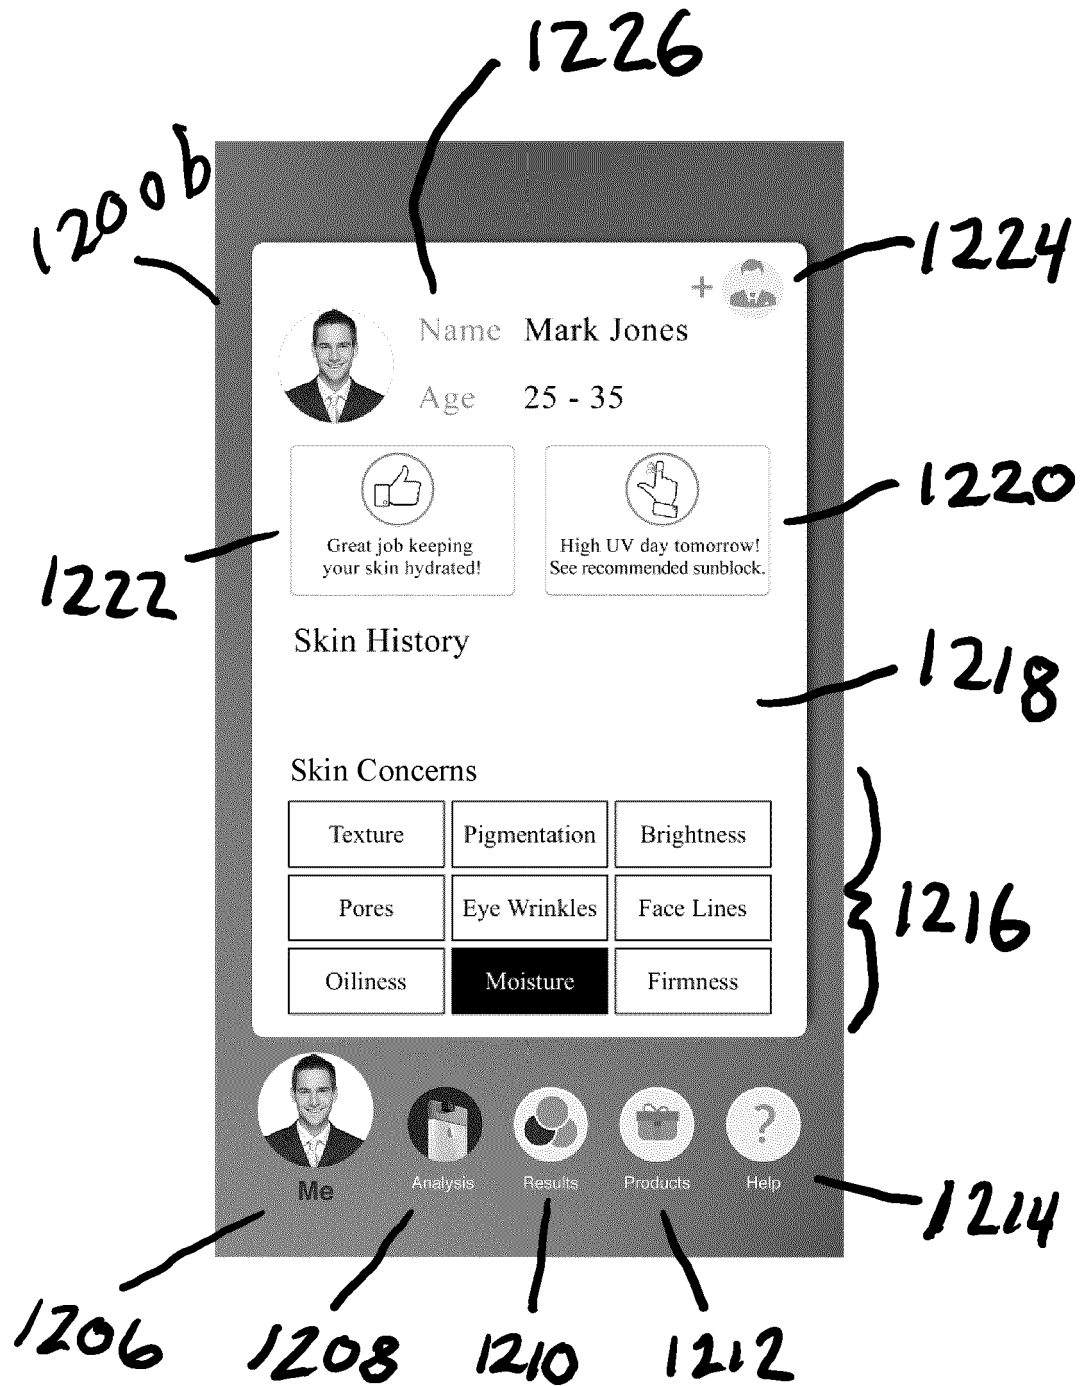 1226
1200b
1224
+
Name Mark Jones
Age 25 - 35
1220
Great job keeping
your skin hydrated!
High UV day tomorrow!
See recommended sunblock.
1222
Skin History
1218
Skin Concerns
Texture Pigmentation Brightness
Pores Eye Wrinkles Face Lines
1216
Oiliness Moisture Firmness
?
Me Analysis Results Products Help
1214
1206 1208 1210 1212